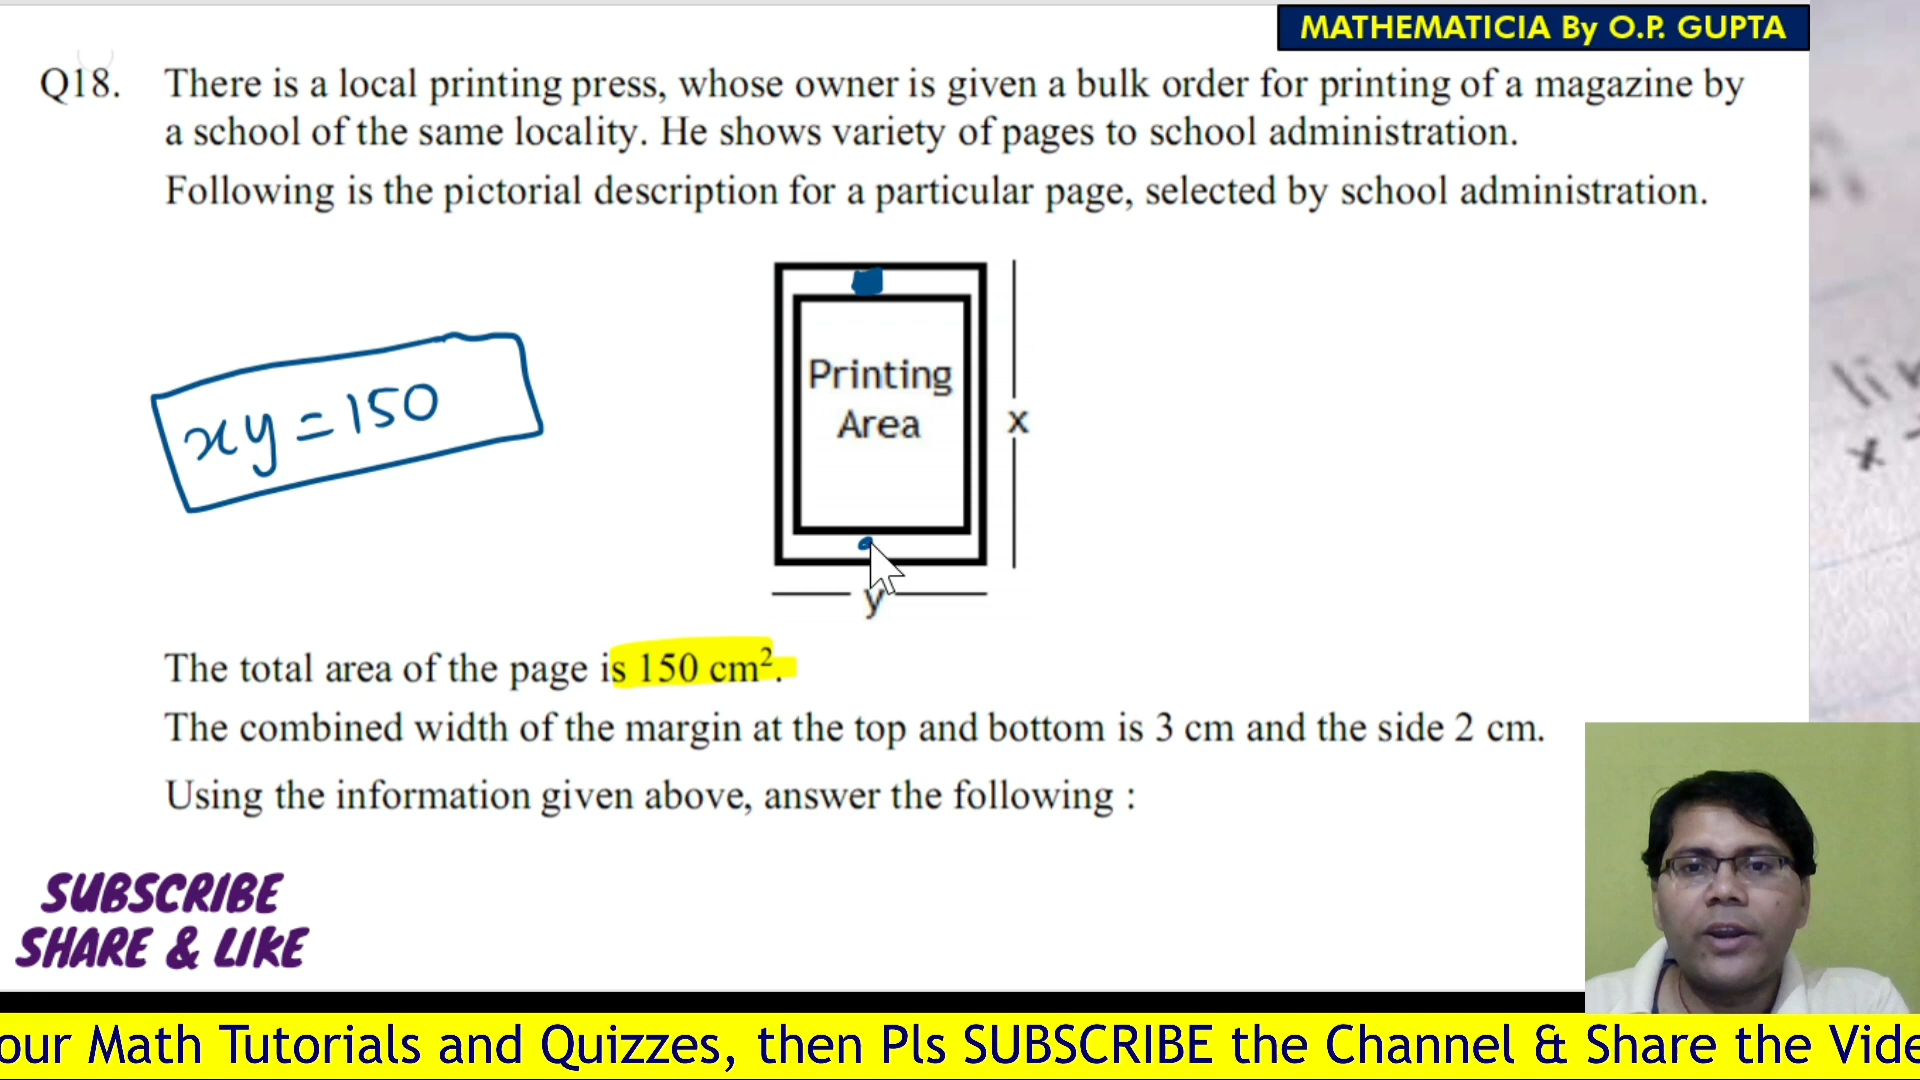 MATHEMATICIA By O.P. GUPTA
Q18. There is a local printing press, whose owner is given a bulk order for printing of a magazine by
a school of the same locality. He shows variety of pages to school administration.
Following is the pictorial description for a particular page, selected by school administration.
xy = 150
Printing
Area
x
y
The total area of the page is 150 cm².
The combined width of the margin at the top and bottom is 3 cm and the side 2 cm.
Using the information given above, answer the following :
SUBSCRIBE
SHARE & LIKE
our Math Tutorials and Quizzes, then Pls SUBSCRIBE the Channel & Share the Vide